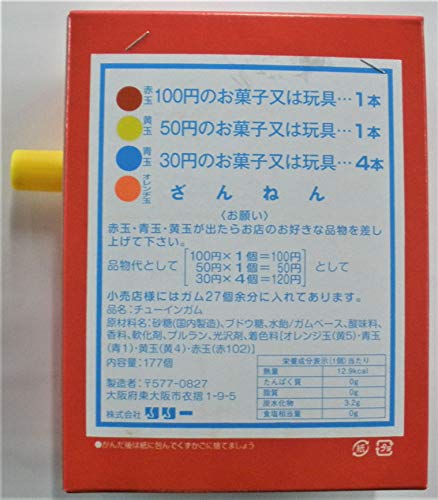 赤玉 100円のお菓子又は玩具…1本
黄玉 50円のお菓子又は玩具…1本
青玉 30円のお菓子又は玩具…4本
オレンジ玉 ざんねん
〈お願い〉
赤玉・青玉・黄玉が出たらお店のお好きな品物を差し上げて下さい。
品物代として
100円×1個=100円
50円×1個= 50円
30円×4個=120円
として
小売店様にはガム27個余分に入れてあります。
品名:チューインガム
原材料名:砂糖(国内製造)、ブドウ糖、水飴/ガムベース、酸味料、
香料、軟化剤、プルラン、光沢剤、着色料[オレンジ玉(黄5)・青玉
(青1)・黄玉(黄4)・赤玉(赤102)]
内容量:177個
製造者:〒577-0827
大阪府東大阪市衣摺1-9-5
株式会社 リリー
栄養成分表示(1個)当たり
熱量 12.9kcal
たんぱく質 0g
脂質 0g
炭水化物 3.2g
食塩相当量 0g
●かんだ後は紙に包んでくずかごに捨てましょう
紙